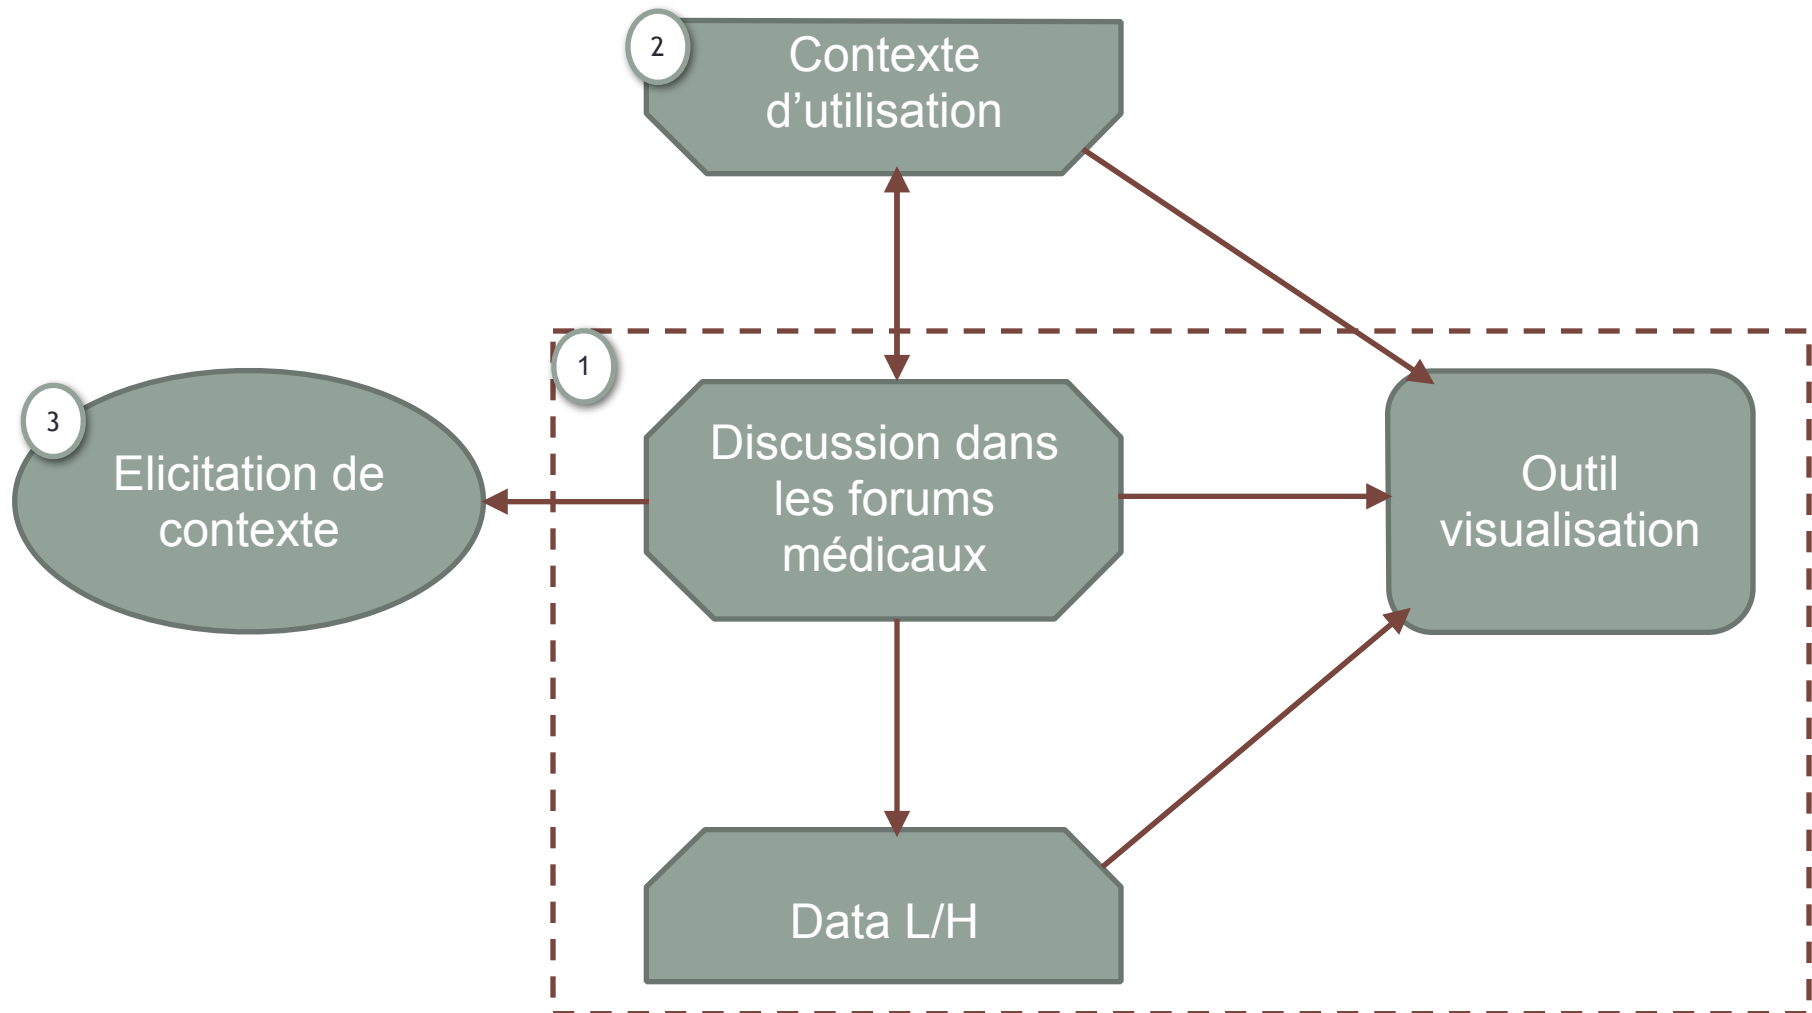 2
Contexte
d’utilisation
1
3
Elicitation de
contexte
Discussion dans
les forums
médicaux
Outil
visualisation
Data L/H